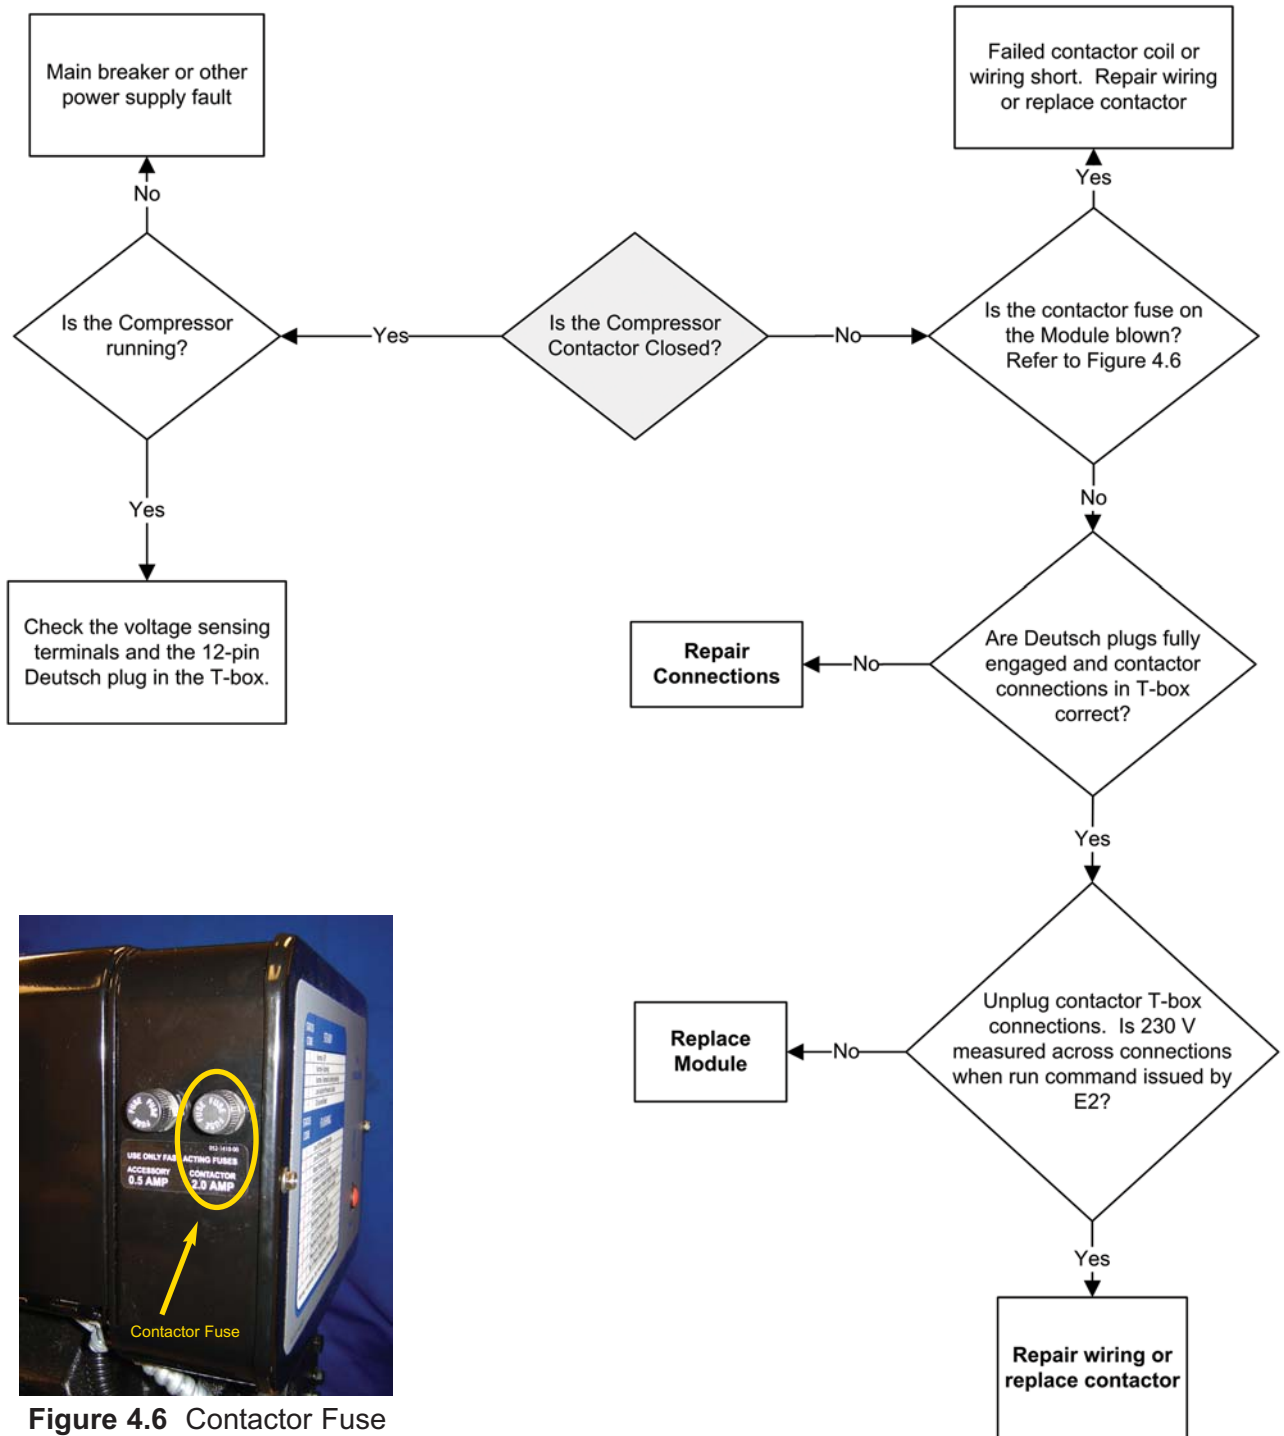 Main breaker or other
power supply fault
No
Is the Compressor
running?
Yes
Check the voltage sensing
terminals and the 12-pin
Deutsch plug in the T-box.
Yes
Is the Compressor
Contactor Closed?
No
Failed contactor coil or
wiring short. Repair wiring
or replace contactor
Yes
Is the contactor fuse on
the Module blown?
Refer to Figure 4.6
No
Are Deutsch plugs fully
engaged and contactor
connections in T-box
correct?
No
Repair
Connections
Yes
Unplug contactor T-box
connections. Is 230 V
measured across connections
when run command issued by
E2?
No
Replace
Module
Yes
Repair wiring or
replace contactor
FUSE FUSE FUSE
FUSE FUSE FUSE
USE ONLY FAST ACTING FUSES
ACCESSORY
0.5 AMP
CONTACTOR
2.0 AMP
Contactor Fuse
Figure 4.6 Contactor Fuse